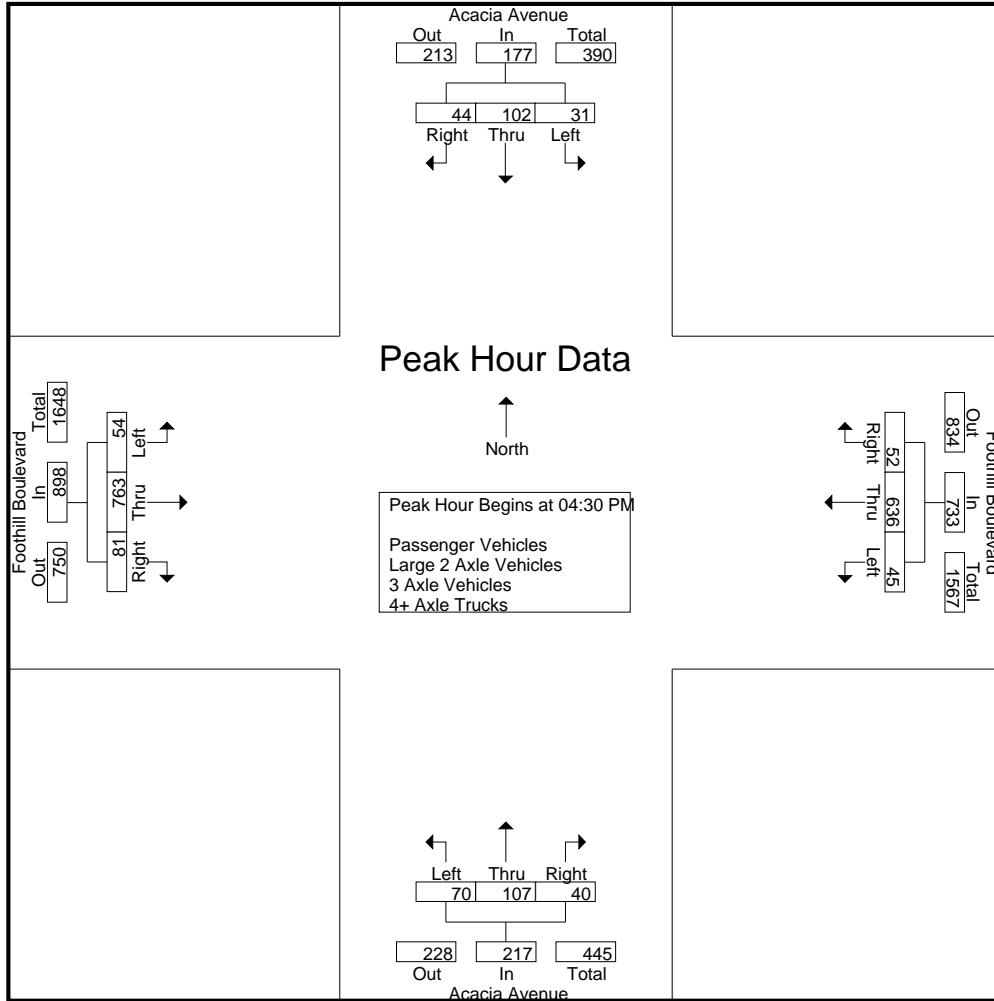 Acacia Avenue
Out In Total
213 177 390
44 102 31
Right Thru Left
Peak Hour Data
North
Peak Hour Begins at 04:30 PM
Passenger Vehicles
Large 2 Axle Vehicles
3 Axle Vehicles
4+ Axle Trucks
Foothill Boulevard
Out In Total
750 898 1648
Right Thru Left
81 763 54
Foothill Boulevard
Out In Total
834 733 1567
Right Thru Left
52 636 45
Left Thru Right
70 107 40
228 217 445
Out In Total
Acacia Avenue